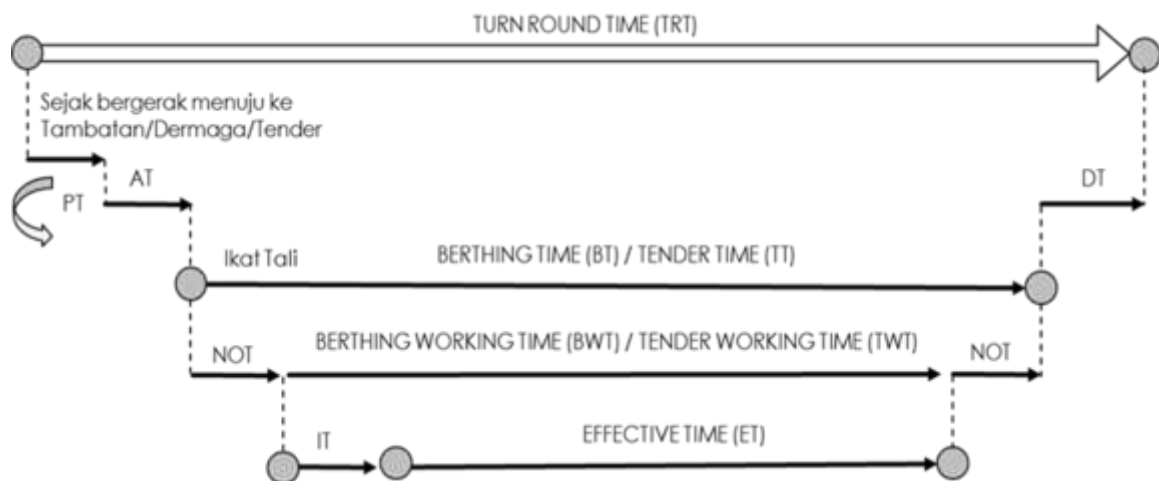 TURN ROUND TIME (TRT)
Sejak bergerak menuju ke
Tambatan/Dermaga/Tender
PT
AT
DT
Ikat Tali
BERTHING TIME (BT) / TENDER TIME (TT)
NOT
BERTHING WORKING TIME (BWT) / TENDER WORKING TIME (TWT)
NOT
IT
EFFECTIVE TIME (ET)